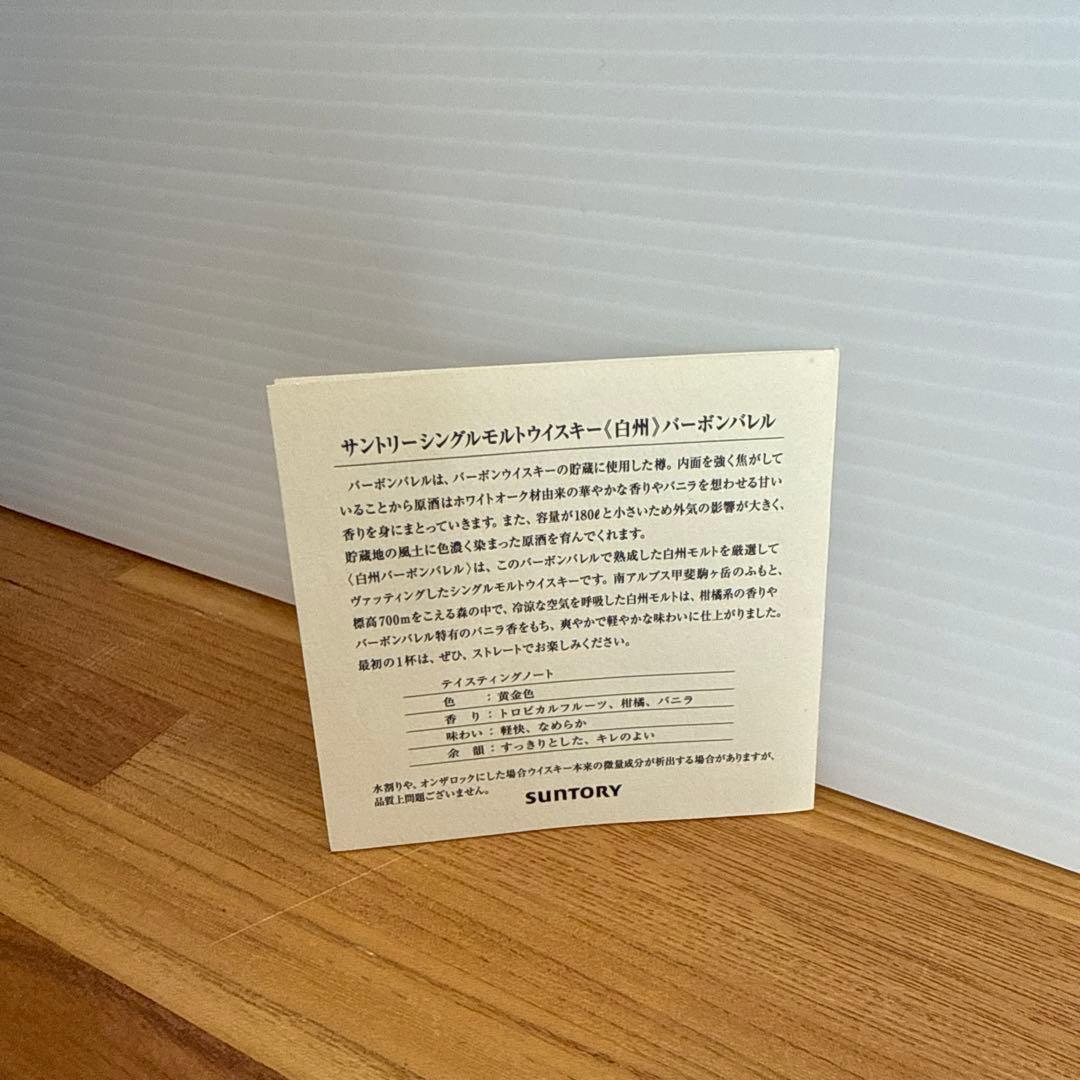 サントリーシングルモルトウイスキー《白州》バーボンバレル
バーボンバレルは、バーボンウイスキーの貯蔵に使用した樽。内面を強く焦がして
いることから原酒はホワイトオーク材由来の華やかな香りやバニラを想わせる甘い
香りを身にまとっていきます。また、容量が180ℓと小さいため外気の影響が大きく、
貯蔵地の風土に色濃く染まった原酒を育んでくれます。
〈白州バーボンバレル〉は、このバーボンバレルで熟成した白州モルトを厳選して
ヴァッティングしたシングルモルトウイスキーです。南アルプス甲斐駒ヶ岳のふもと、
標高700mをこえる森の中で、冷涼な空気を呼吸した白州モルトは、柑橘系の香りや
バーボンバレル特有のバニラ香をもち、爽やかで軽やかな味わいに仕上がりました。
最初の1杯は、ぜひ、ストレートでお楽しみください。
テイスティングノート
色 : 黄金色
香り : トロピカルフルーツ、柑橘、バニラ
味わい : 軽快、なめらか
余韻 : すっきりとした、キレのよい
水割りや、オンザロックにした場合ウイスキー本来の微量成分が析出する場合がありますが、
品質上問題ございません。
SUNTORY